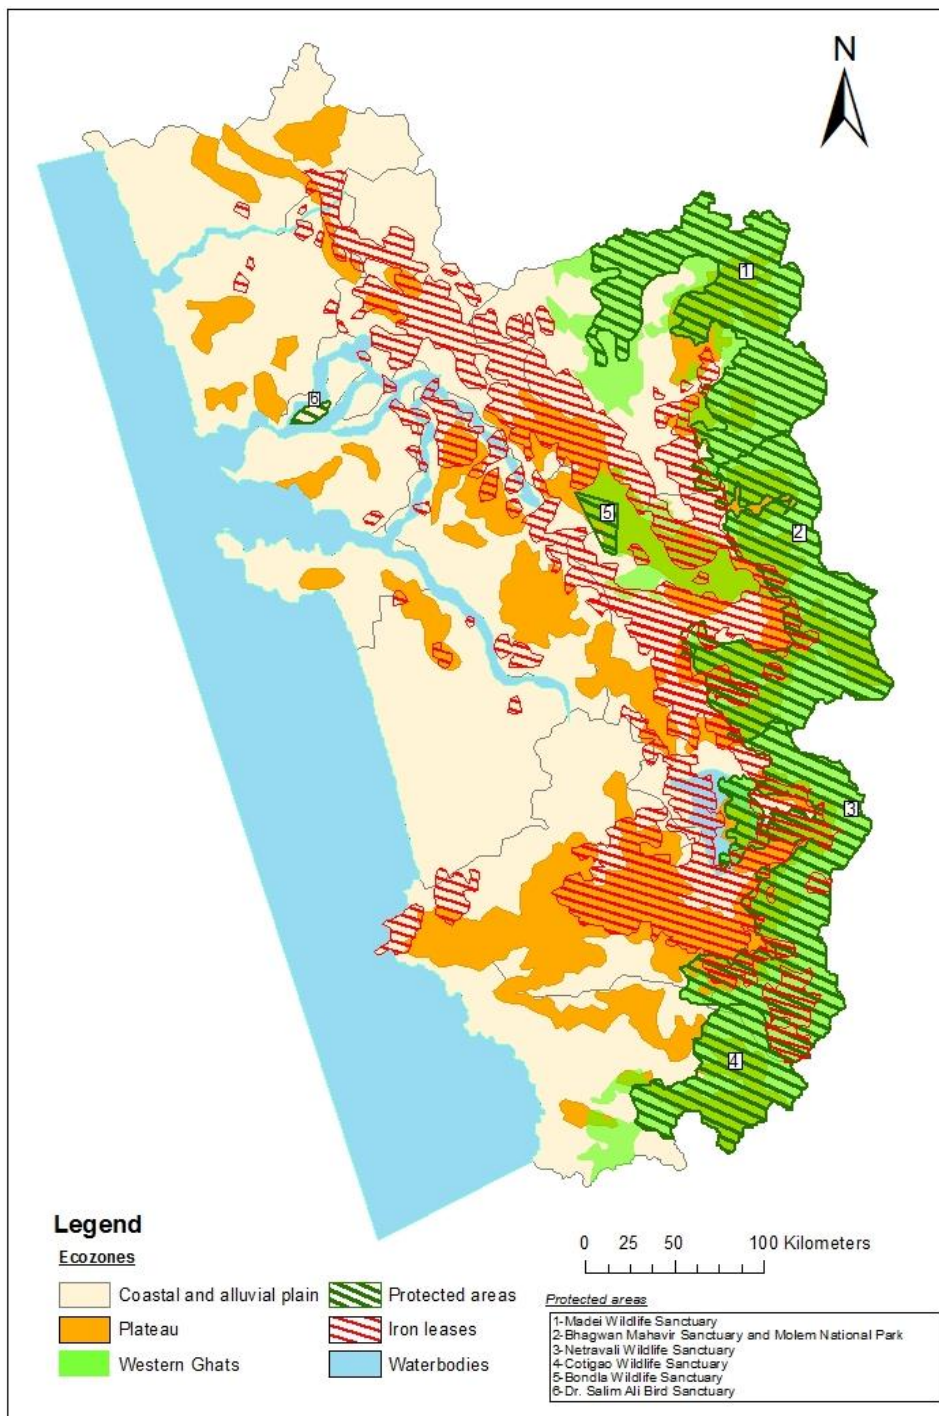 N
1
6
5
2
3
4
Legend
Ecozones
Coastal and alluvial plain
Protected areas
Plateau
Iron leases
Western Ghats
Waterbodies
0 25 50 100 Kilometers
Protected areas
1-Madei Wildlife Sanctuary
2-Bhagwan Mahavir Sanctuary and Molem National Park
3-Netravali Wildlife Sanctuary
4-Cotigao Wildlife Sanctuary
5-Bondla Wildlife Sanctuary
6-Dr. Salim Ali Bird Sanctuary